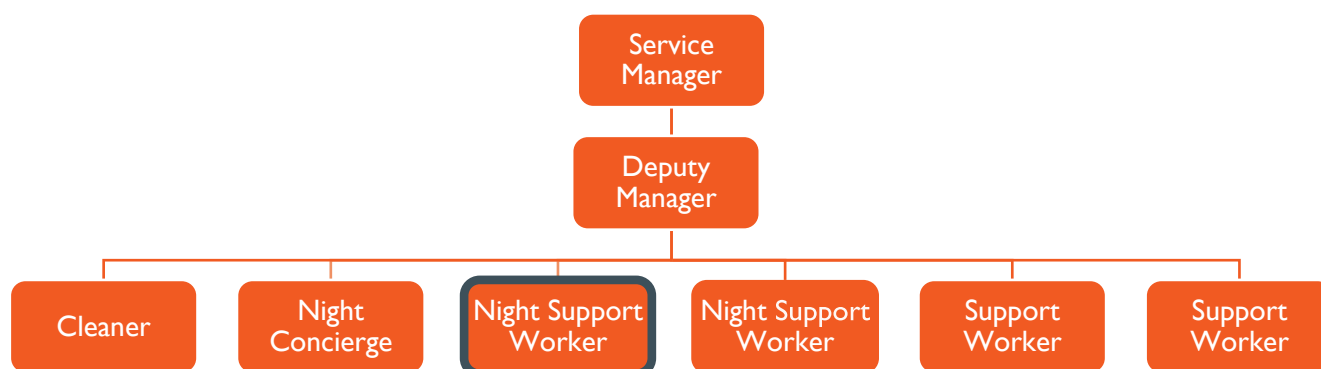 Service
Manager
Deputy
Manager
Cleaner
Night
Concierge
Night Support
Worker
Night Support
Worker
Support
Worker
Support
Worker